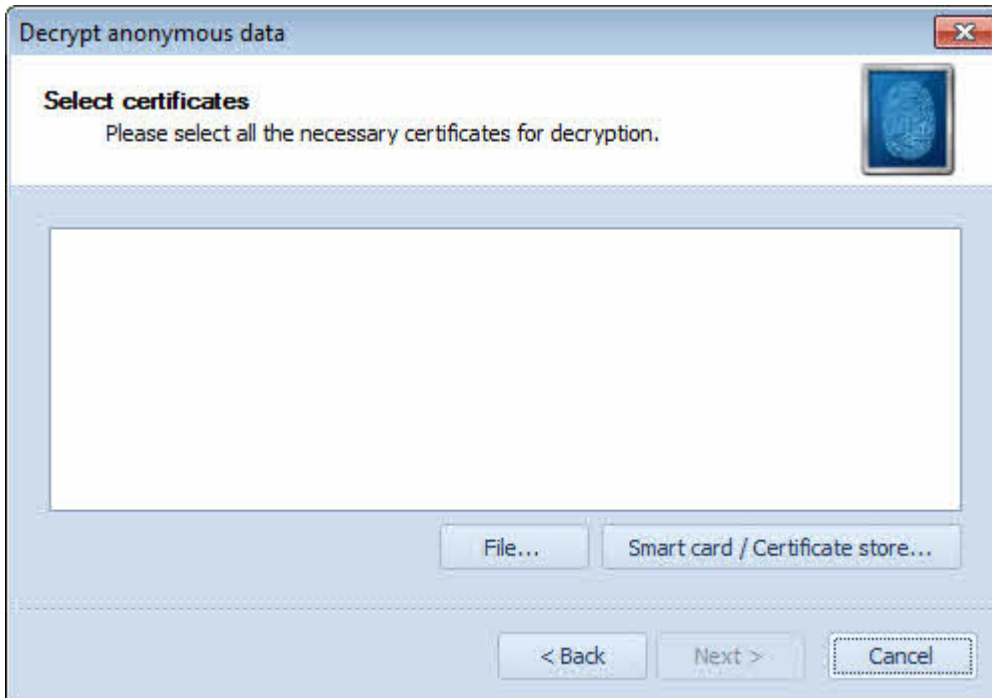 Decrypt anonymous data
Select certificates
Please select all the necessary certificates for decryption.
File...
Smart card / Certificate store...
< Back
Next >
Cancel